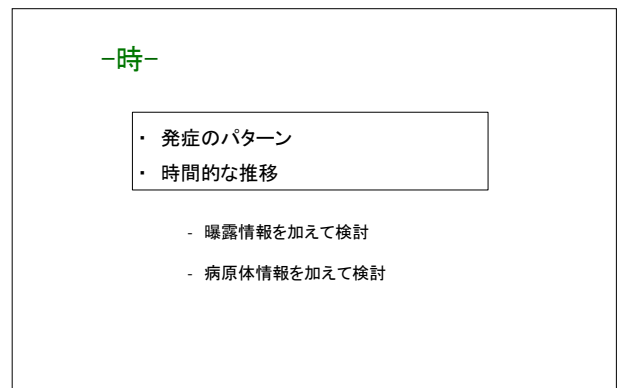 -時-
・ 発症のパターン
・ 時間的な推移
- 曝露情報を加えて検討
- 病原体情報を加えて検討